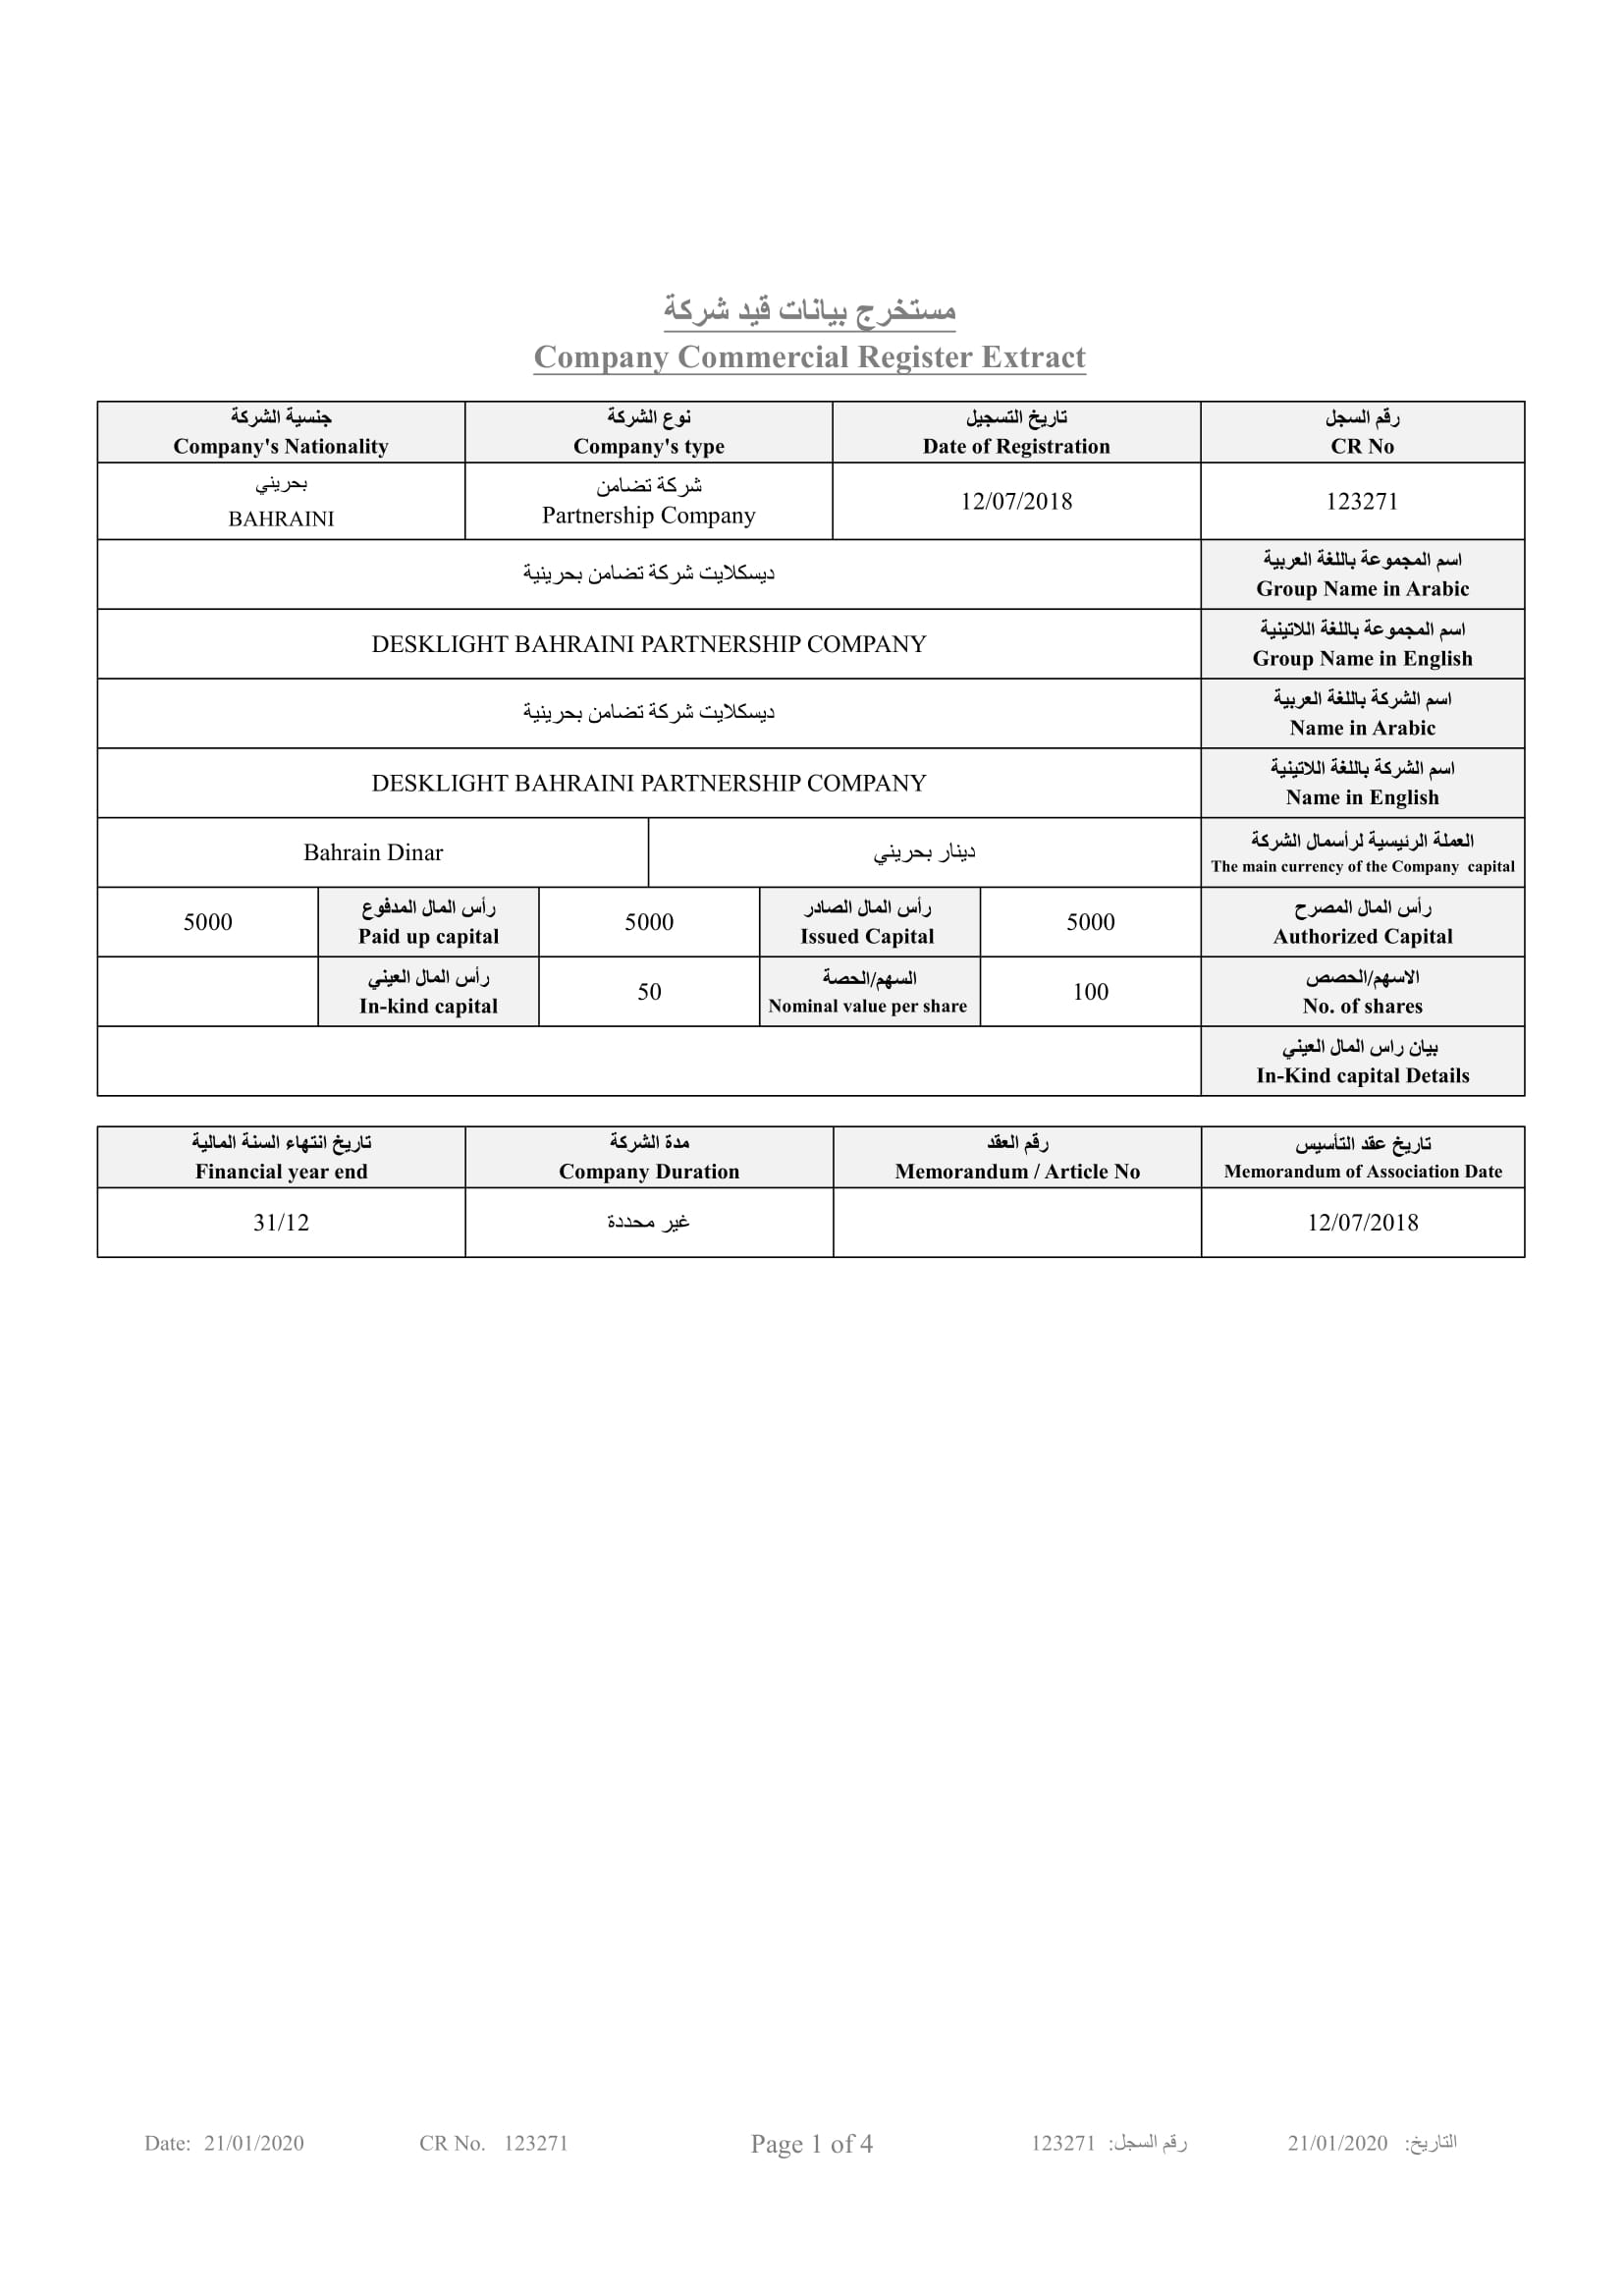 مستخرج بيانات قيد شركة
Company Commercial Register Extract
جنسية الشركة
Company's Nationality
نوع الشركة
Company's type
تاريخ التسجيل
Date of Registration
رقم السجل
CR No
بحريني
BAHRAINI
شركة تضامن
Partnership Company
12/07/2018
123271
ديسكلايت شركة تضامن بحرينية
اسم المجموعة باللغة العربية
Group Name in Arabic
DESKLIGHT BAHRAINI PARTNERSHIP COMPANY
اسم المجموعة باللغة اللاتينية
Group Name in English
ديسكلايت شركة تضامن بحرينية
اسم الشركة باللغة العربية
Name in Arabic
DESKLIGHT BAHRAINI PARTNERSHIP COMPANY
اسم الشركة باللغة اللاتينية
Name in English
Bahrain Dinar
دينار بحريني
العملة الرئيسية لرأسمال الشركة
The main currency of the Company capital
5000
رأس المال المدفوع
Paid up capital
5000
رأس المال الصادر
Issued Capital
5000
رأس المال المصرح
Authorized Capital
رأس المال العيني
In-kind capital
50
السهم/الحصة
Nominal value per share
100
الاسهم/الحصص
No. of shares
بيان راس المال العيني
In-Kind capital Details
تاريخ انتهاء السنة المالية
Financial year end
مدة الشركة
Company Duration
رقم العقد
Memorandum / Article No
تاريخ عقد التأسيس
Memorandum of Association Date
31/12
غير محددة
12/07/2018
Date: 21/01/2020
CR No. 123271
Page 1 of 4
رقم السجل: 123271
التاريخ: 21/01/2020